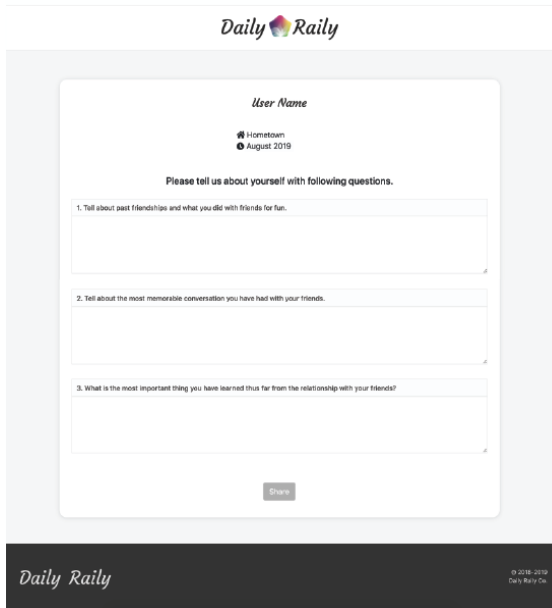 Daily Raily
User Name
Hometown
August 2019
Please tell us about yourself with following questions.
1. Tell about past friendships and what you did with friends for fun.
2. Tell about the most memorable conversation you have had with your friends.
3. What is the most important thing you have learned thus far from the relationship with your friends?
Share
Daily Raily
© 2018-2019
Daily Raily Co.